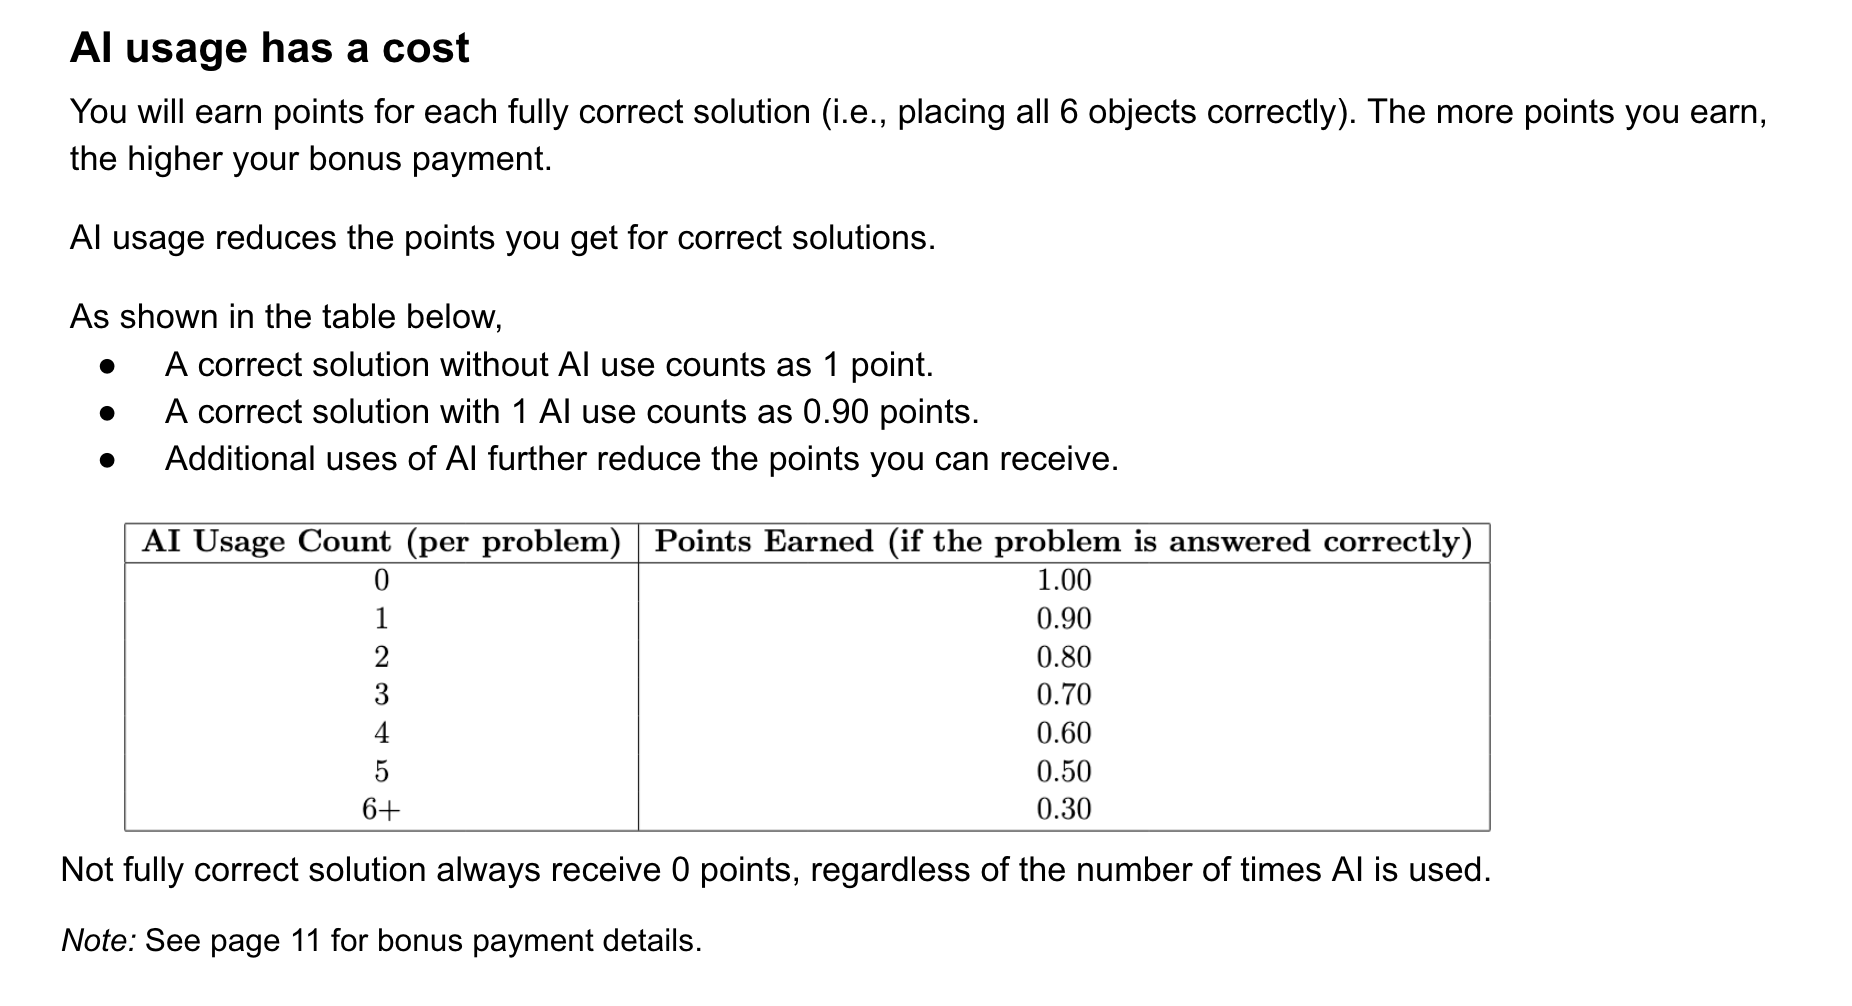 AI usage has a cost
You will earn points for each fully correct solution (i.e., placing all 6 objects correctly). The more points you earn,
the higher your bonus payment.
AI usage reduces the points you get for correct solutions.
As shown in the table below,
● A correct solution without AI use counts as 1 point.
● A correct solution with 1 AI use counts as 0.90 points.
● Additional uses of AI further reduce the points you can receive.
AI Usage Count (per problem) Points Earned (if the problem is answered correctly)
0 1.00
1 0.90
2 0.80
3 0.70
4 0.60
5 0.50
6+ 0.30
Not fully correct solution always receive 0 points, regardless of the number of times AI is used.
Note: See page 11 for bonus payment details.